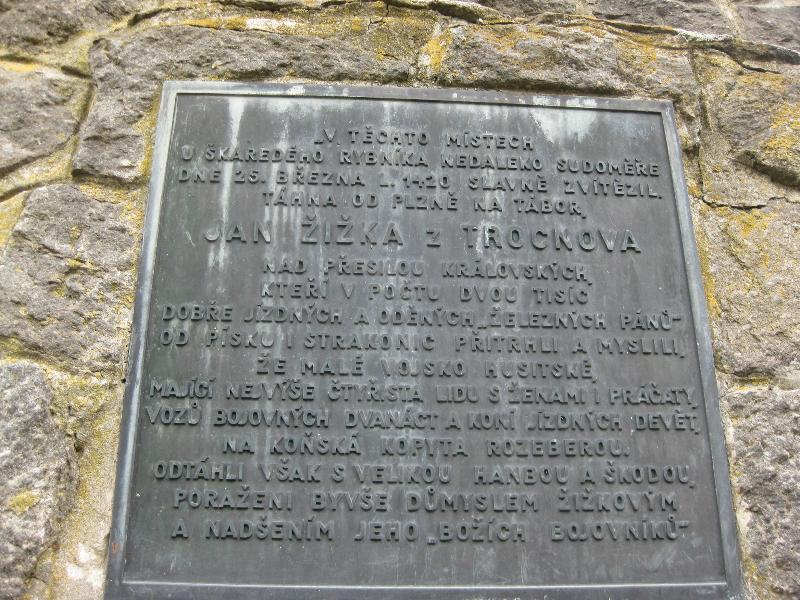 V TĚCHTO MÍSTECH
U ŠKAREDÉHO RYBNÍKA NEDALEKO SUDOMĚŘE
DNE 25. BŘEZNA L. 1420 SLAVNĚ ZVÍTĚZIL,
TÁHNA OD PLZNĚ NA TÁBOR,
JAN ŽIŽKA z TROCNOVA
NAD PŘESILOU KRÁLOVSKÝCH,
KTEŘÍ V POČTU DVOU TISÍC
DOBŘE JÍZDNÝCH A ODĚNÝCH „ŽELEZNÝCH PÁNŮ“
OD PÍSKU I STRAKONIC PŘITRHLI A MYSLILI,
ŽE MALÉ VOJSKO HUSITSKÉ,
MAJÍCÍ NEJVÝŠE ČTYŘISTA LIDU S ŽENAMI I PRÁČATY,
VOZŮ BOJOVNÝCH DVANÁCT A KONÍ JÍZDNÝCH DEVĚT,
NA KOŇSKÁ KOPYTA ROZEBEROU.
ODTÁHLI VŠAK S VELIKOU HANBOU A ŠKODOU,
PORAŽENI BYVŠE DŮMYSLEM ŽIŽKOVÝM
A NADŠENÍM JEHO „BOŽÍCH BOJOVNÍKŮ“